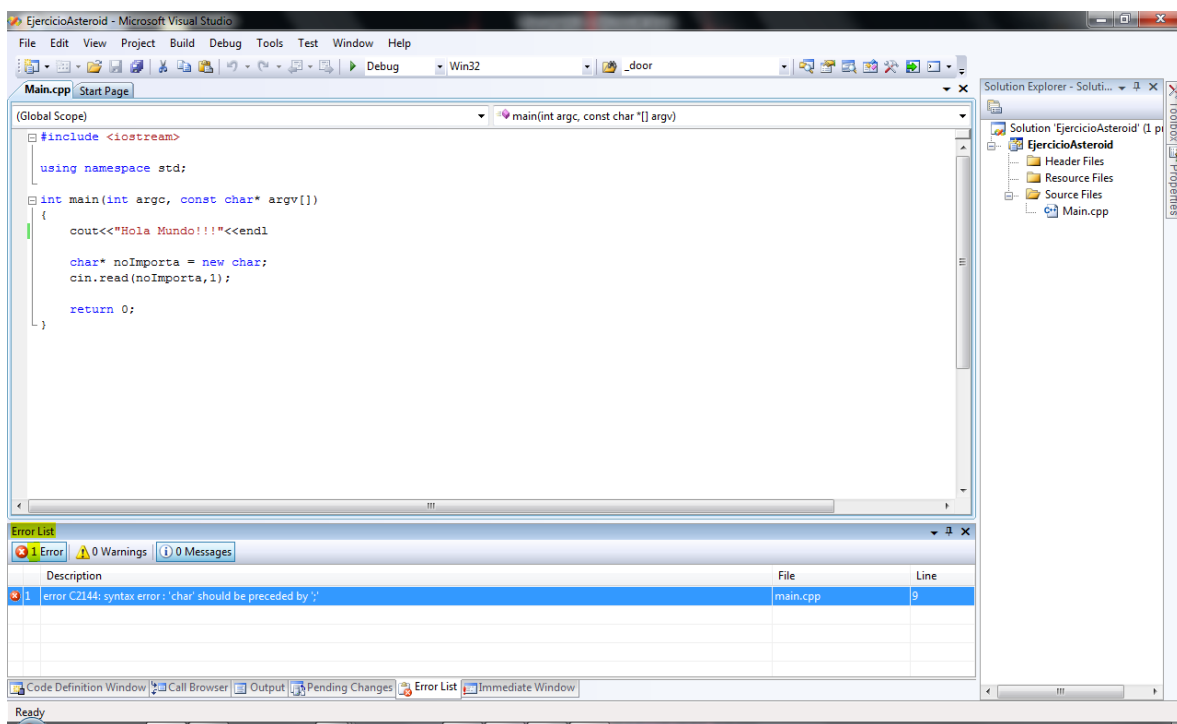 EjercicioAsteroid - Microsoft Visual Studio
File Edit View Project Build Debug Tools Test Window Help
Debug Win32 _door
Main.cpp Start Page
(Global Scope) main(int argc, const char *[] argv)
#include <iostream>
using namespace std;
int main(int argc, const char* argv[])
{
cout<<"Hola Mundo!!!"<<endl
char* noImporta = new char;
cin.read(noImporta,1);
return 0;
}
Solution Explorer - Soluti...
Solution 'EjercicioAsteroid' (1 pr
EjercicioAsteroid
Header Files
Resource Files
Source Files
Main.cpp
Toolbox
Properties
Error List
1 Error 0 Warnings 0 Messages
Description File Line
1 error C2144: syntax error : 'char' should be preceded by ';' main.cpp 9
Code Definition Window Call Browser Output Pending Changes Error List Immediate Window
Ready